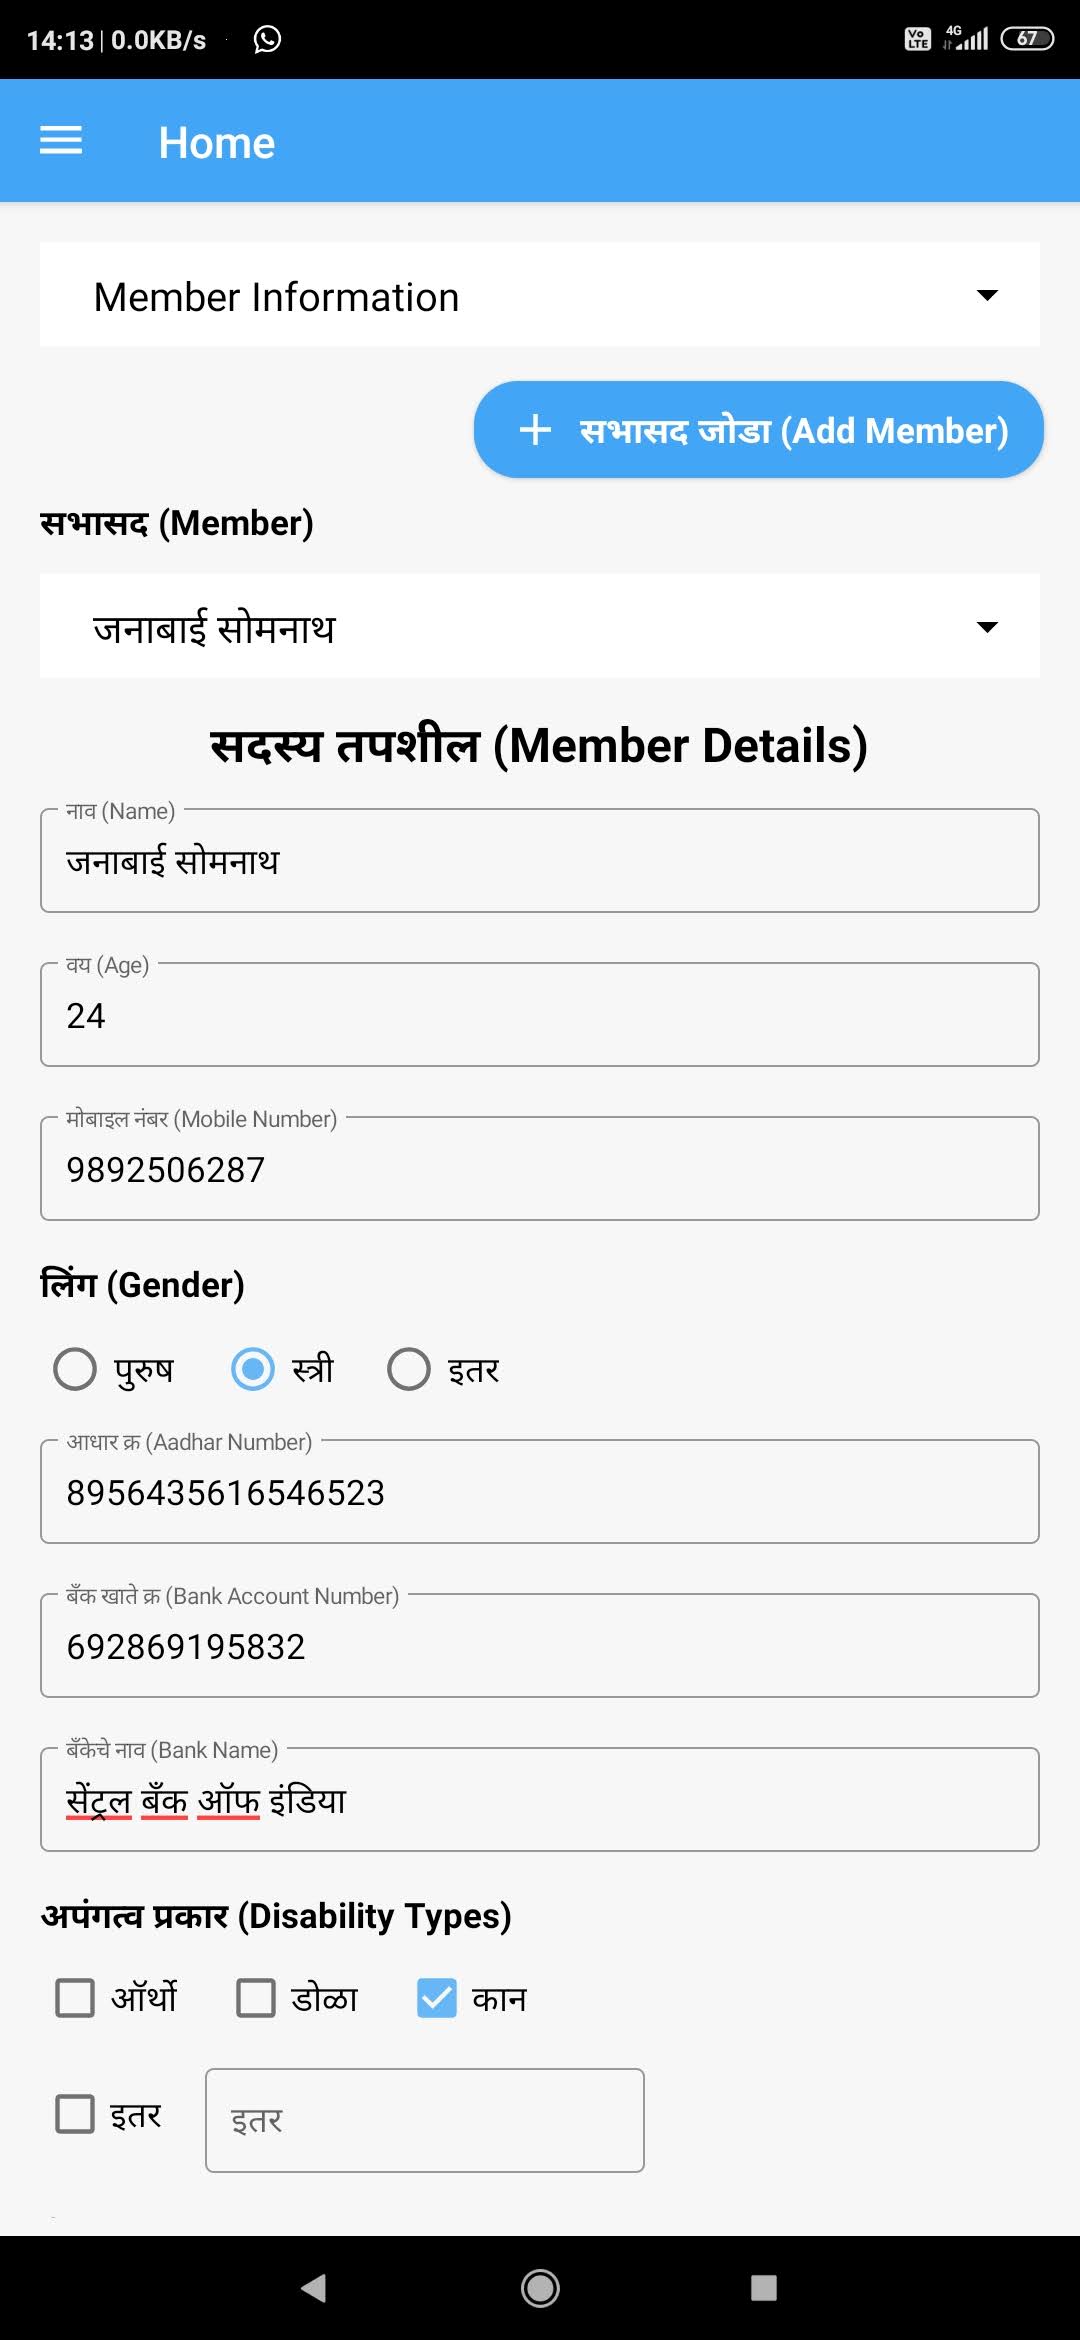 14:13 | 0.0KB/s
Vo LTE 4G 67
Home
Member Information
+ सभासद जोडा (Add Member)
सभासद (Member)
जनाबाई सोमनाथ
सदस्य तपशील (Member Details)
नाव (Name)
जनाबाई सोमनाथ
वय (Age)
24
मोबाइल नंबर (Mobile Number)
9892506287
लिंग (Gender)
पुरुष स्त्री इतर
आधार क्र (Aadhar Number)
8956435616546523
बँक खाते क्र (Bank Account Number)
692869195832
बँकेचे नाव (Bank Name)
सेंट्रल बँक ऑफ इंडिया
अपंगत्व प्रकार (Disability Types)
ऑर्थो डोळा कान
इतर इतर